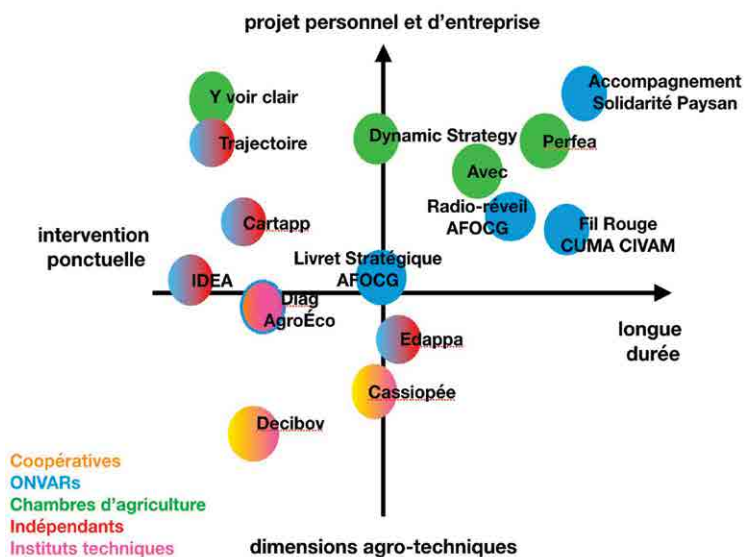 projet personnel et d'entreprise
Accompagnement
Solidarité Paysan
Y voir clair
Trajectoire
Dynamic Strategy
Perfea
Avec
Radio-réveil
AFOCG
Cartapp
Fil Rouge
CUMA CIVAM
intervention
ponctuelle
Livret Stratégique
AFOCG
IDEA
Diag
AgroÉco
longue
durée
Edappa
Cassiopée
Decibov
Coopératives
ONVARs
Chambres d'agriculture
Indépendants
Instituts techniques
dimensions agro-techniques